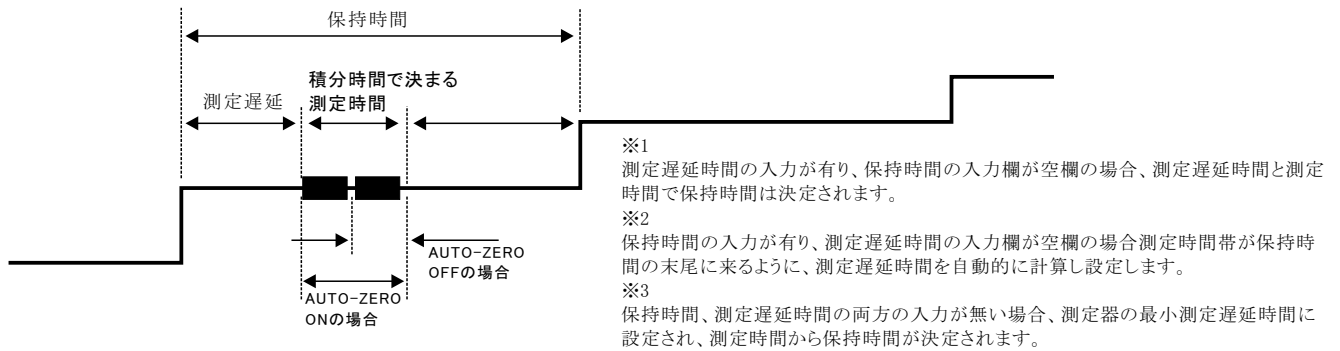 保持時間
測定遅延
積分時間で決まる
測定時間
AUTO-ZERO
OFFの場合
AUTO-ZERO
ONの場合
※1
測定遅延時間の入力が有り、保持時間の入力欄が空欄の場合、測定遅延時間と測定
時間で保持時間は決定されます。
※2
保持時間の入力が有り、測定遅延時間の入力欄が空欄の場合測定時間帯が保持時
間の末尾に来るように、測定遅延時間を自動的に計算し設定します。
※3
保持時間、測定遅延時間の両方の入力が無い場合、測定器の最小測定遅延時間に
設定され、測定時間から保持時間が決定されます。